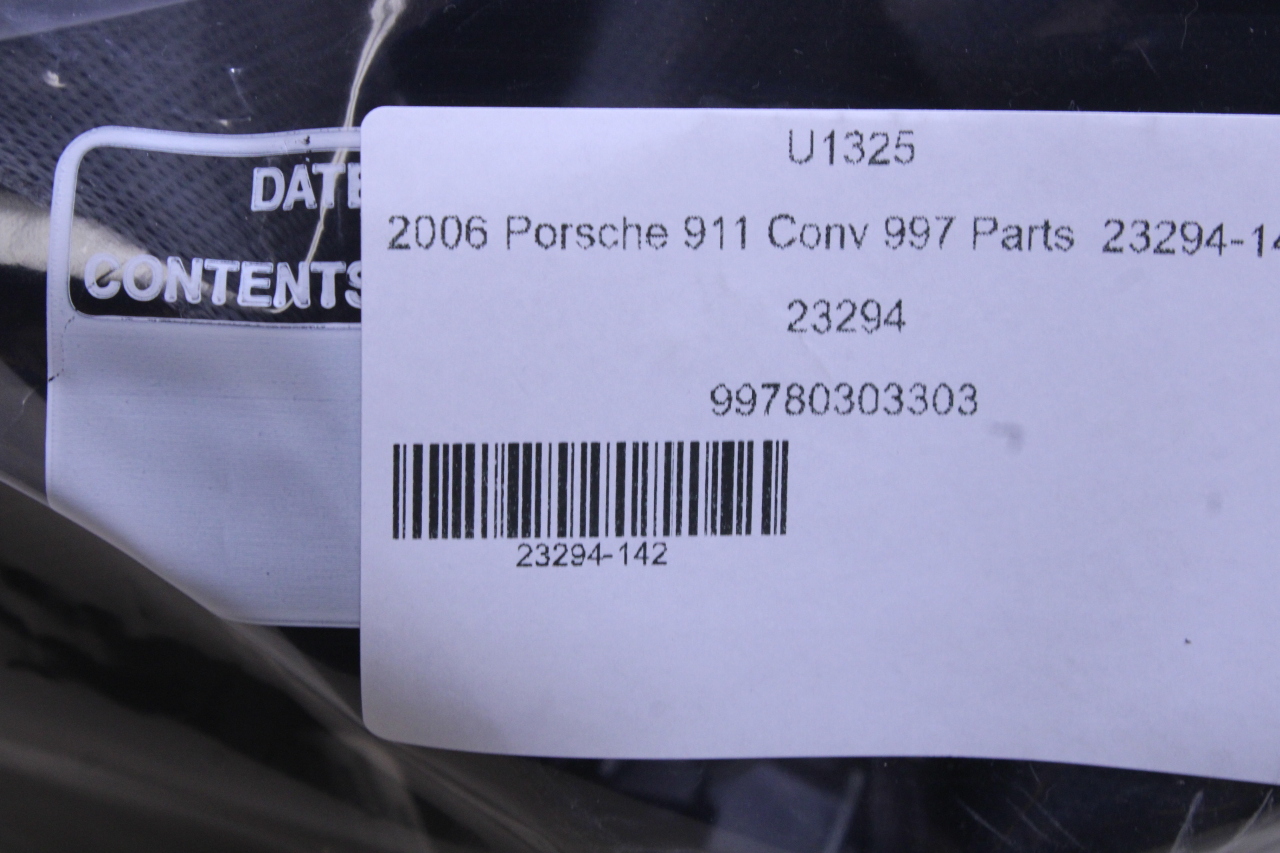 DATE
CONTENTS
U1325
2006 Porsche 911 Conv 997 Parts 23294-14
23294
99780303303
23294-142